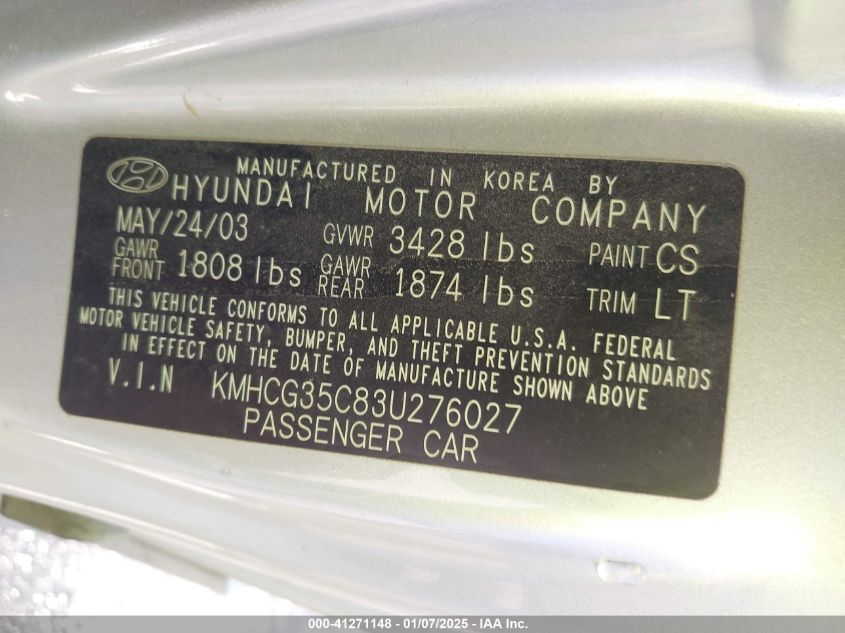 MANUFACTURED IN KOREA BY
HYUNDAI MOTOR COMPANY
MAY/24/03 GVWR 3428 lbs PAINT CS
GAWR FRONT 1808 lbs GAWR REAR 1874 lbs TRIM LT
THIS VEHICLE CONFORMS TO ALL APPLICABLE U.S.A. FEDERAL
MOTOR VEHICLE SAFETY, BUMPER, AND THEFT PREVENTION STANDARDS
IN EFFECT ON THE DATE OF MANUFACTURE SHOWN ABOVE
V.I.N KMHCG35C83U276027
PASSENGER CAR
000-41271148 - 01/07/2025 - IAA Inc.